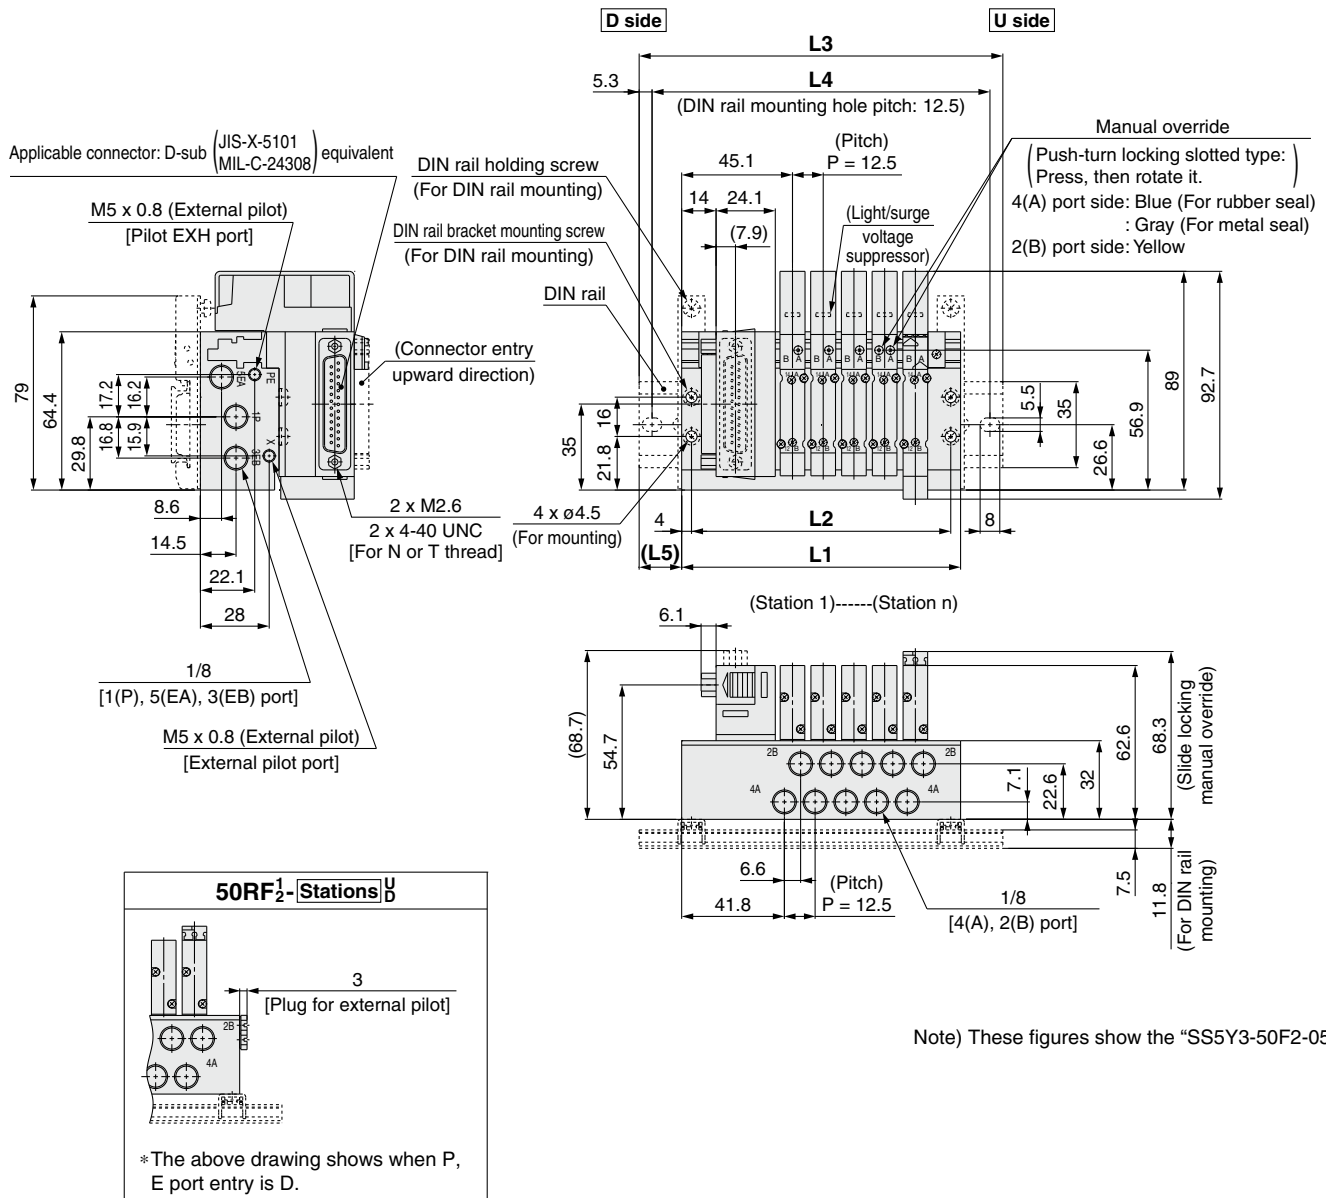 D side
U side
L3
5.3
L4
(DIN rail mounting hole pitch: 12.5)
Applicable connector: D-sub (JIS-X-5101
MIL-C-24308) equivalent
DIN rail holding screw
(For DIN rail mounting)
45.1
(Pitch)
P = 12.5
Manual override
(Push-turn locking slotted type:
Press, then rotate it.)
4(A) port side: Blue (For rubber seal)
: Gray (For metal seal)
2(B) port side: Yellow
M5 x 0.8 (External pilot)
[Pilot EXH port]
14
24.1
(7.9)
(Light/surge
voltage
suppressor)
DIN rail bracket mounting screw
(For DIN rail mounting)
DIN rail
(Connector entry
upward direction)
79
64.4
29.8
17.2
16.2
16.8
15.9
5EA
PE
1P
X
3EB
8.6
14.5
22.1
28
2 x M2.6
2 x 4-40 UNC
[For N or T thread]
1/8
[1(P), 5(EA), 3(EB) port]
M5 x 0.8 (External pilot)
[External pilot port]
35
16
21.8
B A B A B A B A B A
4 x ø4.5
(For mounting)
4
L2
(L5)
L1
8
5.5
35
26.6
56.9
89
92.7
(Station 1)------(Station n)
6.1
(68.7)
54.7
2B
2B
4A
4A
7.1
22.6
32
62.6
68.3
(Slide locking
manual override)
6.6
41.8
(Pitch)
P = 12.5
1/8
[4(A), 2(B) port]
7.5
11.8
(For DIN rail
mounting)
50RF1/2-Stations U/D
3
[Plug for external pilot]
2B
4A
*The above drawing shows when P,
E port entry is D.
Note) These figures show the “SS5Y3-50F2-05